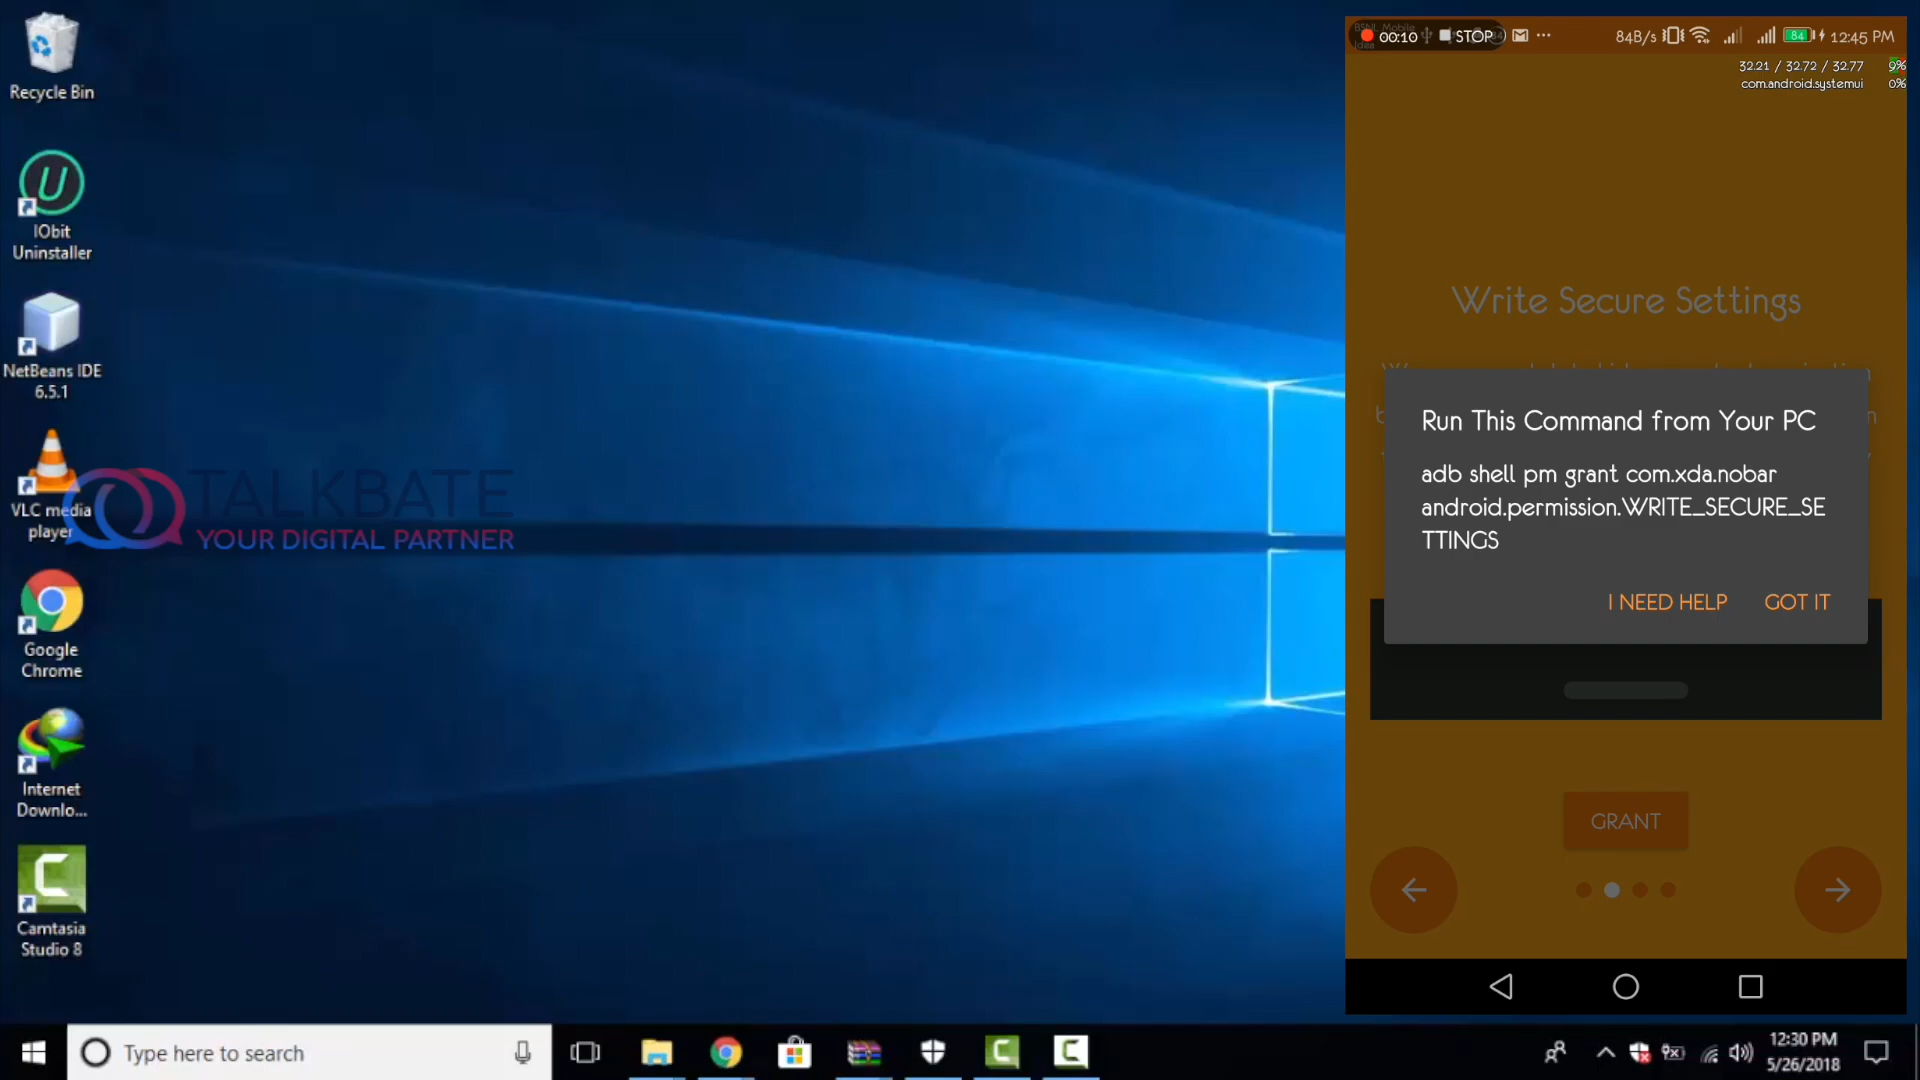 Recycle Bin
IObit
Uninstaller
NetBeans IDE
6.5.1
VLC media
player
TALKBATE
YOUR DIGITAL PARTNER
Google
Chrome
Internet
Downlo...
Camtasia
Studio 8
00:10 STOP ... 84B/s 84 12:45 PM
32.21 / 32.72 / 32.77 9%
com.android.systemui 0%
Write Secure Settings
Run This Command from Your PC
adb shell pm grant com.xda.nobar
android.permission.WRITE_SECURE_SE
TTINGS
I NEED HELP GOT IT
GRANT
Type here to search
12:30 PM
5/26/2018